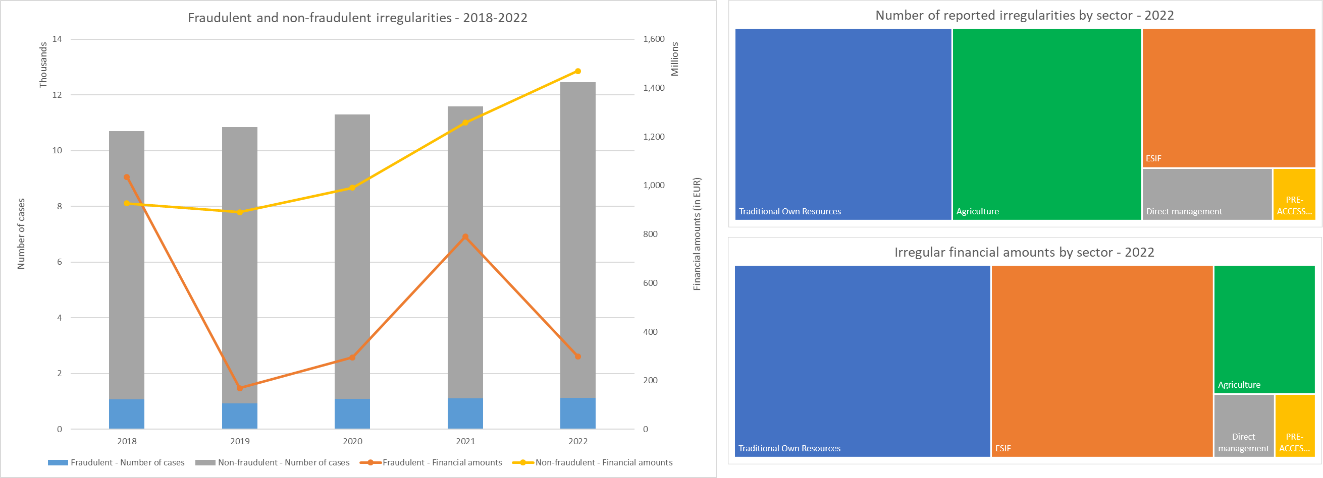 Fraudulent and non-fraudulent irregularities - 2018-2022
Thousands
Millions
14
12
10
8
6
4
2
0
Number of cases
1,600
1,400
1,200
1,000
800
600
400
200
0
Financial amounts (in EUR)
2018 2019 2020 2021 2022
Fraudulent - Number of cases Non-fraudulent - Number of cases Fraudulent - Financial amounts Non-fraudulent - Financial amounts
Number of reported irregularities by sector - 2022
Traditional Own Resources
Agriculture
ESIF
Direct management
PRE-
ACCESS...
Irregular financial amounts by sector - 2022
Traditional Own Resources
ESIF
Agriculture
Direct
management
PRE-
ACCESS...